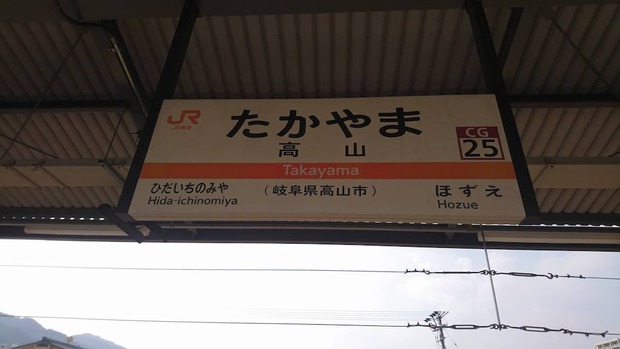 JR
JR東海
たかやま
高山
CG
25
Takayama
ひだいちのみや
Hida-ichinomiya
(岐阜県高山市)
ほずえ
Hozue